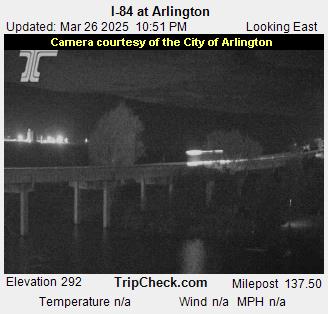 I-84 at Arlington
Updated: Mar 26 2025 10:51 PM Looking East
Camera courtesy of the City of Arlington
Elevation 292 TripCheck.com Milepost 137.50
Temperature n/a Wind n/a MPH n/a